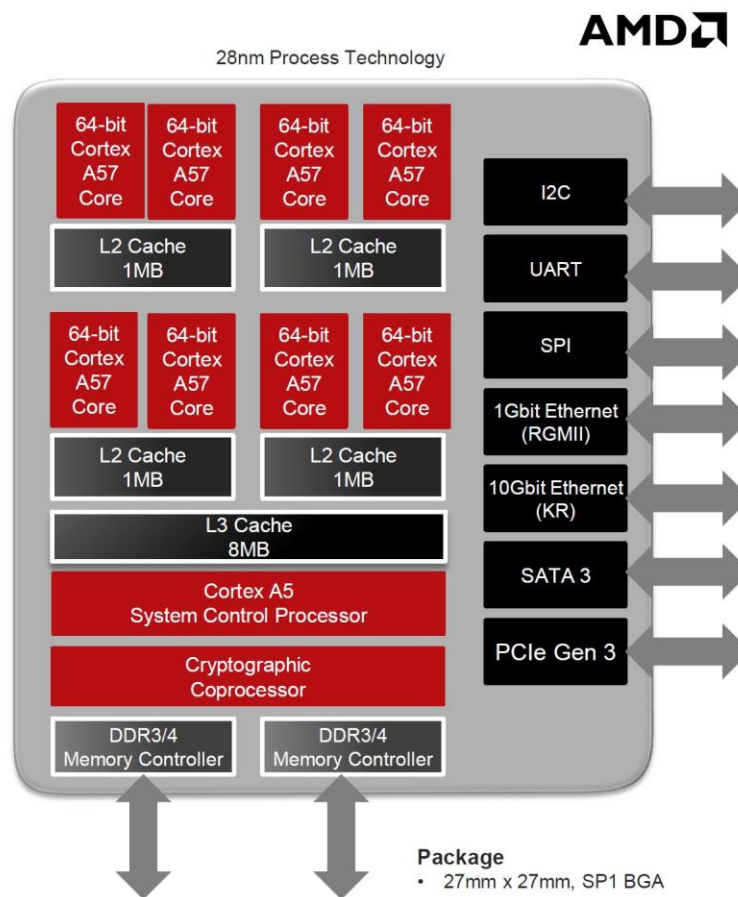 AMD
28nm Process Technology
64-bit
Cortex
A57
Core
64-bit
Cortex
A57
Core
64-bit
Cortex
A57
Core
64-bit
Cortex
A57
Core
L2 Cache
1MB
L2 Cache
1MB
64-bit
Cortex
A57
Core
64-bit
Cortex
A57
Core
64-bit
Cortex
A57
Core
64-bit
Cortex
A57
Core
L2 Cache
1MB
L2 Cache
1MB
L3 Cache
8MB
Cortex A5
System Control Processor
Cryptographic
Coprocessor
DDR3/4
Memory Controller
DDR3/4
Memory Controller
I2C
UART
SPI
1Gbit Ethernet
(RGMII)
10Gbit Ethernet
(KR)
SATA 3
PCIe Gen 3
Package
• 27mm x 27mm, SP1 BGA